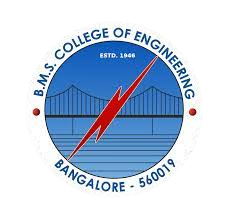 B.M.S. COLLEGE OF ENGINEERING
ESTD. 1946
BANGALORE - 560019